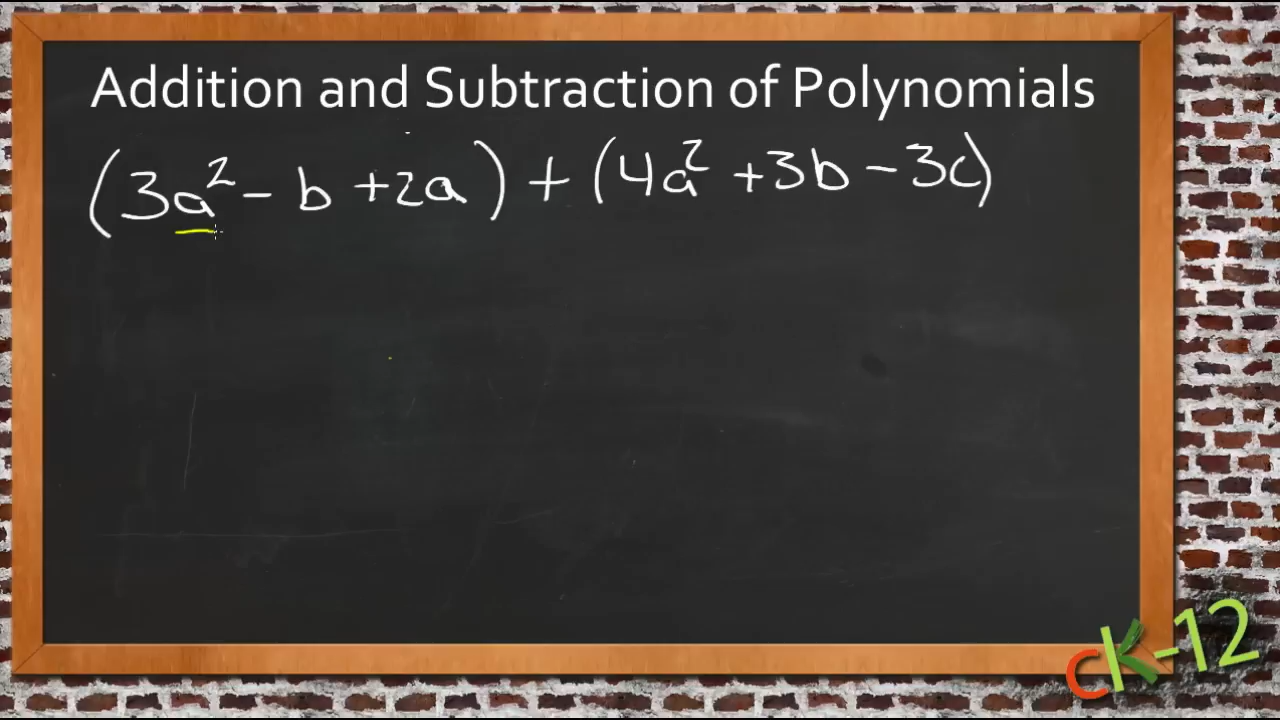 Addition and Subtraction of Polynomials
(3a² - b + 2a) + (4a² + 3b - 3c)
CK-12